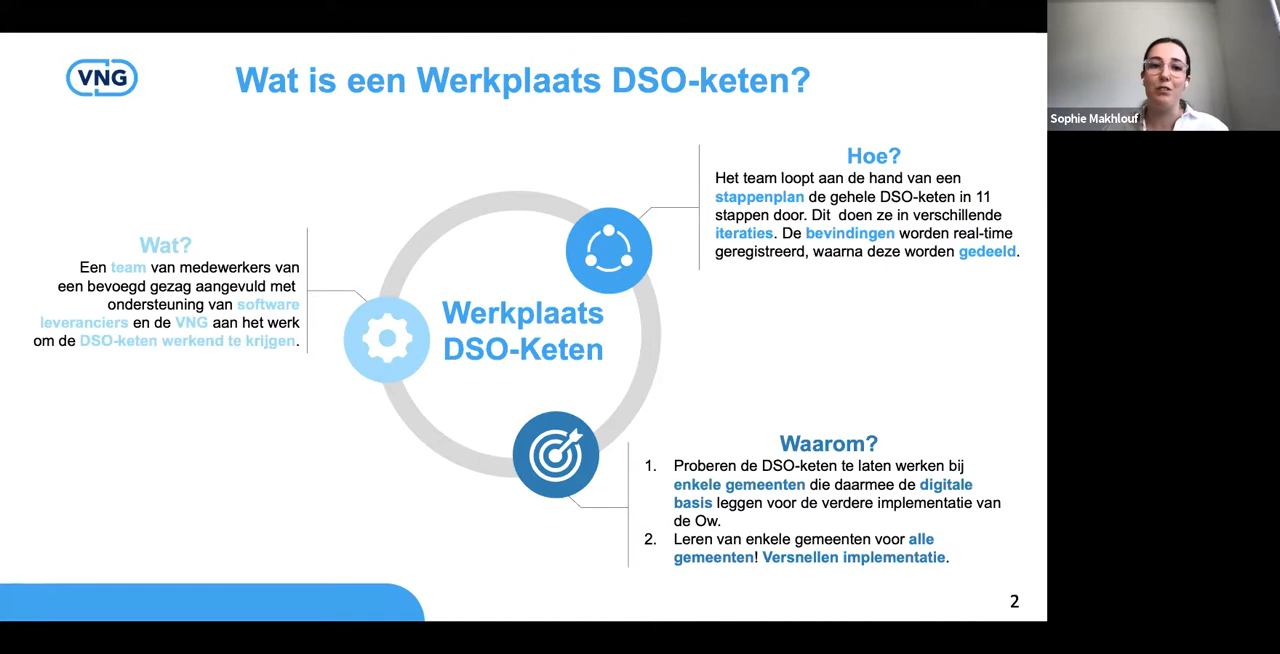 VNG
Wat is een Werkplaats DSO-keten?
Sophie Makhlouf
Hoe?
Het team loopt aan de hand van een
stappenplan de gehele DSO-keten in 11
stappen door. Dit  doen ze in verschillende
iteraties. De bevindingen worden real-time
geregistreerd, waarna deze worden gedeeld.
Wat?
Een team van medewerkers van
een bevoegd gezag aangevuld met
ondersteuning van software
leveranciers en de VNG aan het werk
om de DSO-keten werkend te krijgen.
Werkplaats
DSO-Keten
Waarom?
1. Proberen de DSO-keten te laten werken bij
enkele gemeenten die daarmee de digitale
basis leggen voor de verdere implementatie van
de Ow.
2. Leren van enkele gemeenten voor alle
gemeenten! Versnellen implementatie.
2